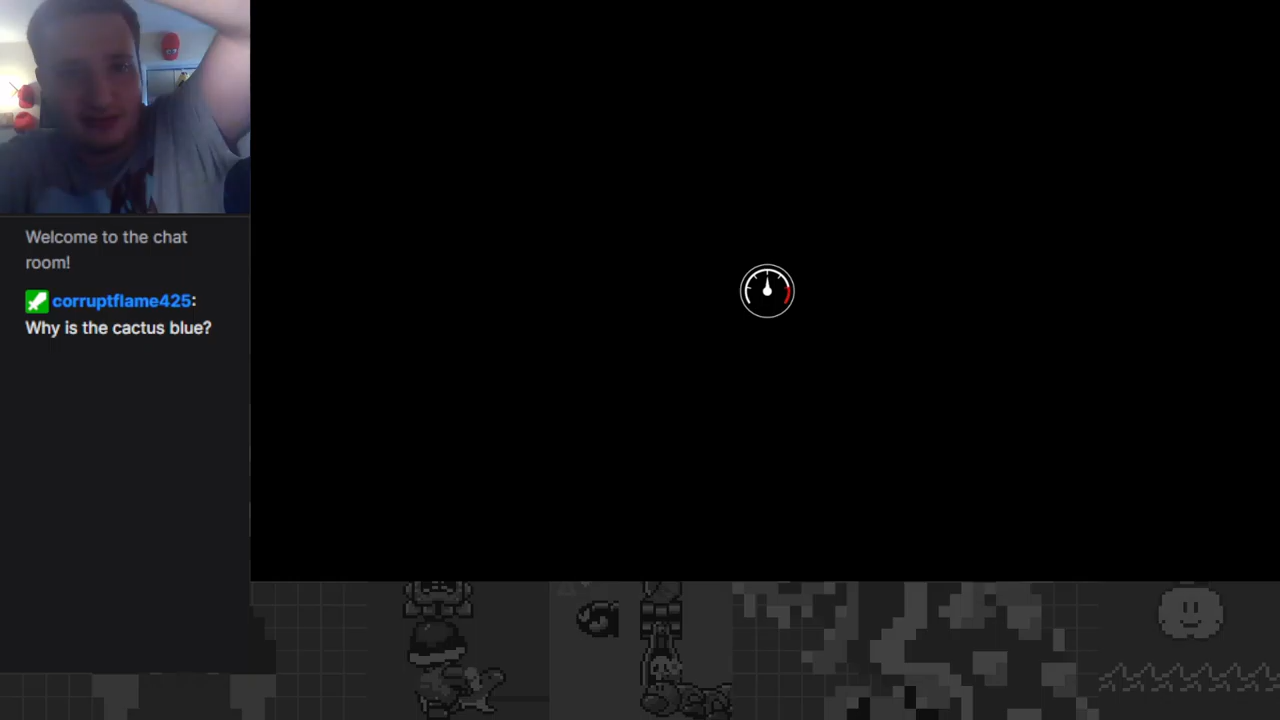 Welcome to the chat
room!
corruptflame425:
Why is the cactus blue?